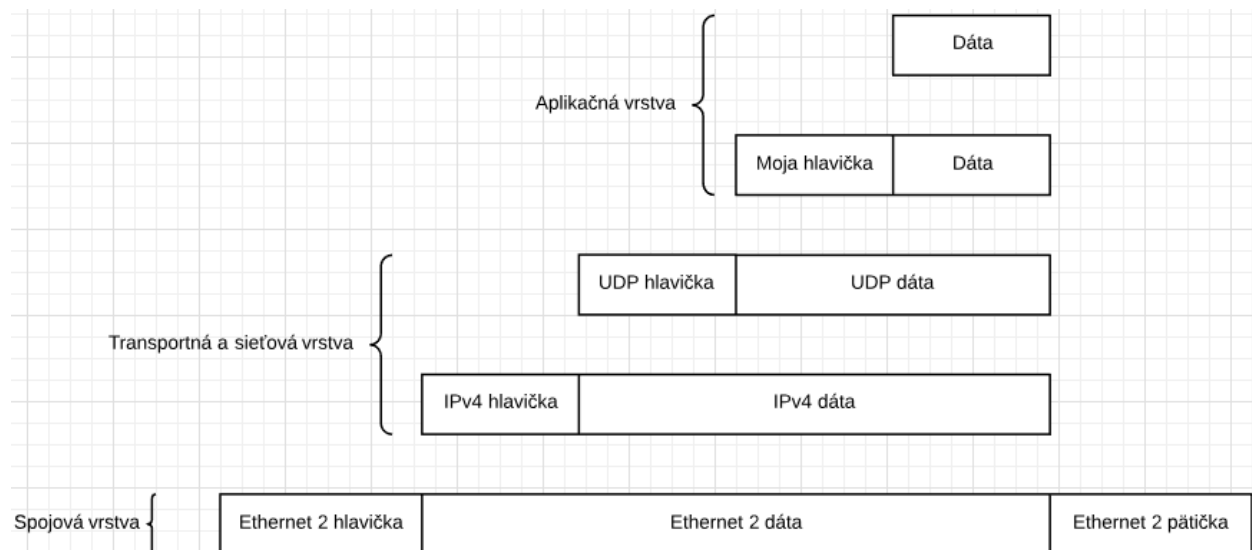 Dáta
Aplikačná vrstva
Moja hlavička Dáta
UDP hlavička UDP dáta
Transportná a sieťová vrstva
IPv4 hlavička IPv4 dáta
Spojová vrstva Ethernet 2 hlavička Ethernet 2 dáta Ethernet 2 pätička